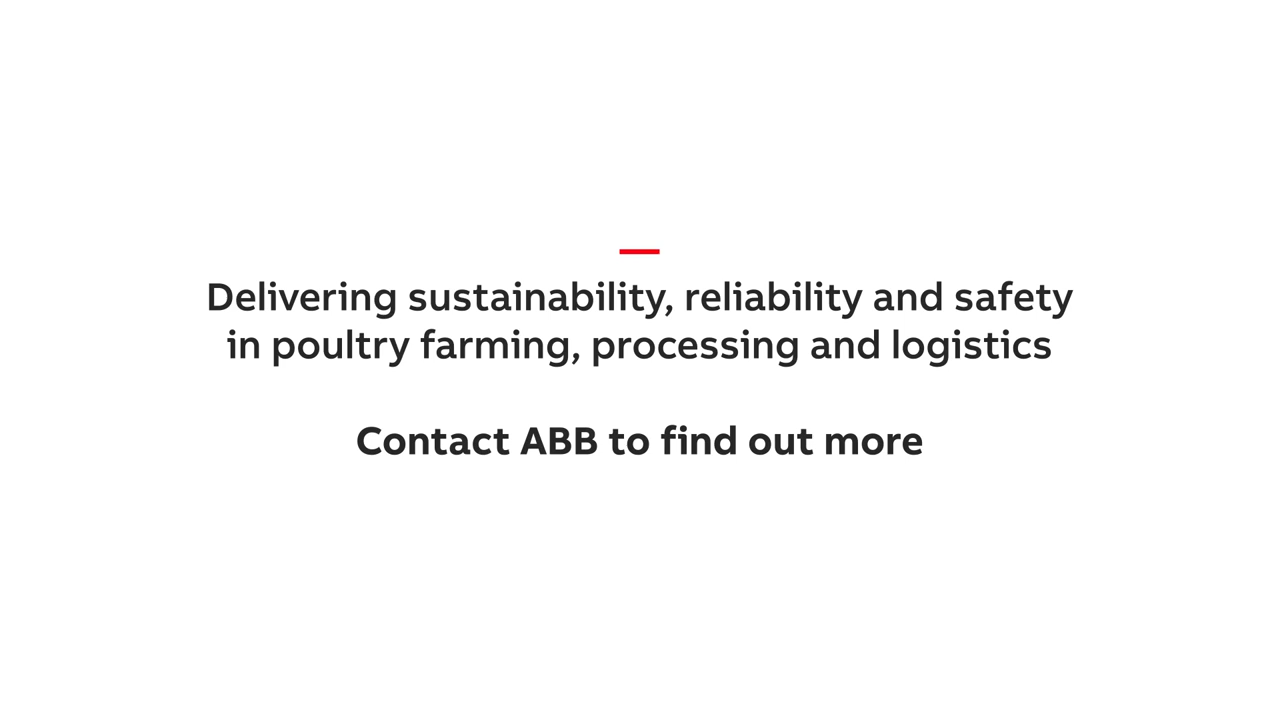 Delivering sustainability, reliability and safety
in poultry farming, processing and logistics
Contact ABB to find out more